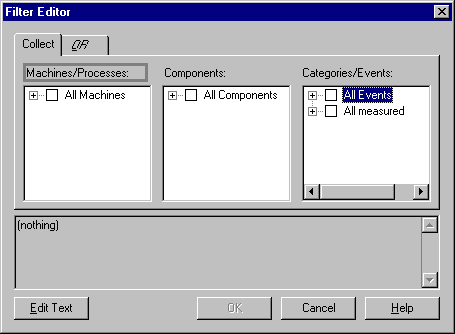 Filter Editor
Collect OR
Machines/Processes: Components: Categories/Events:
All Machines All Components All Events
All measured
(nothing)
Edit Text OK Cancel Help